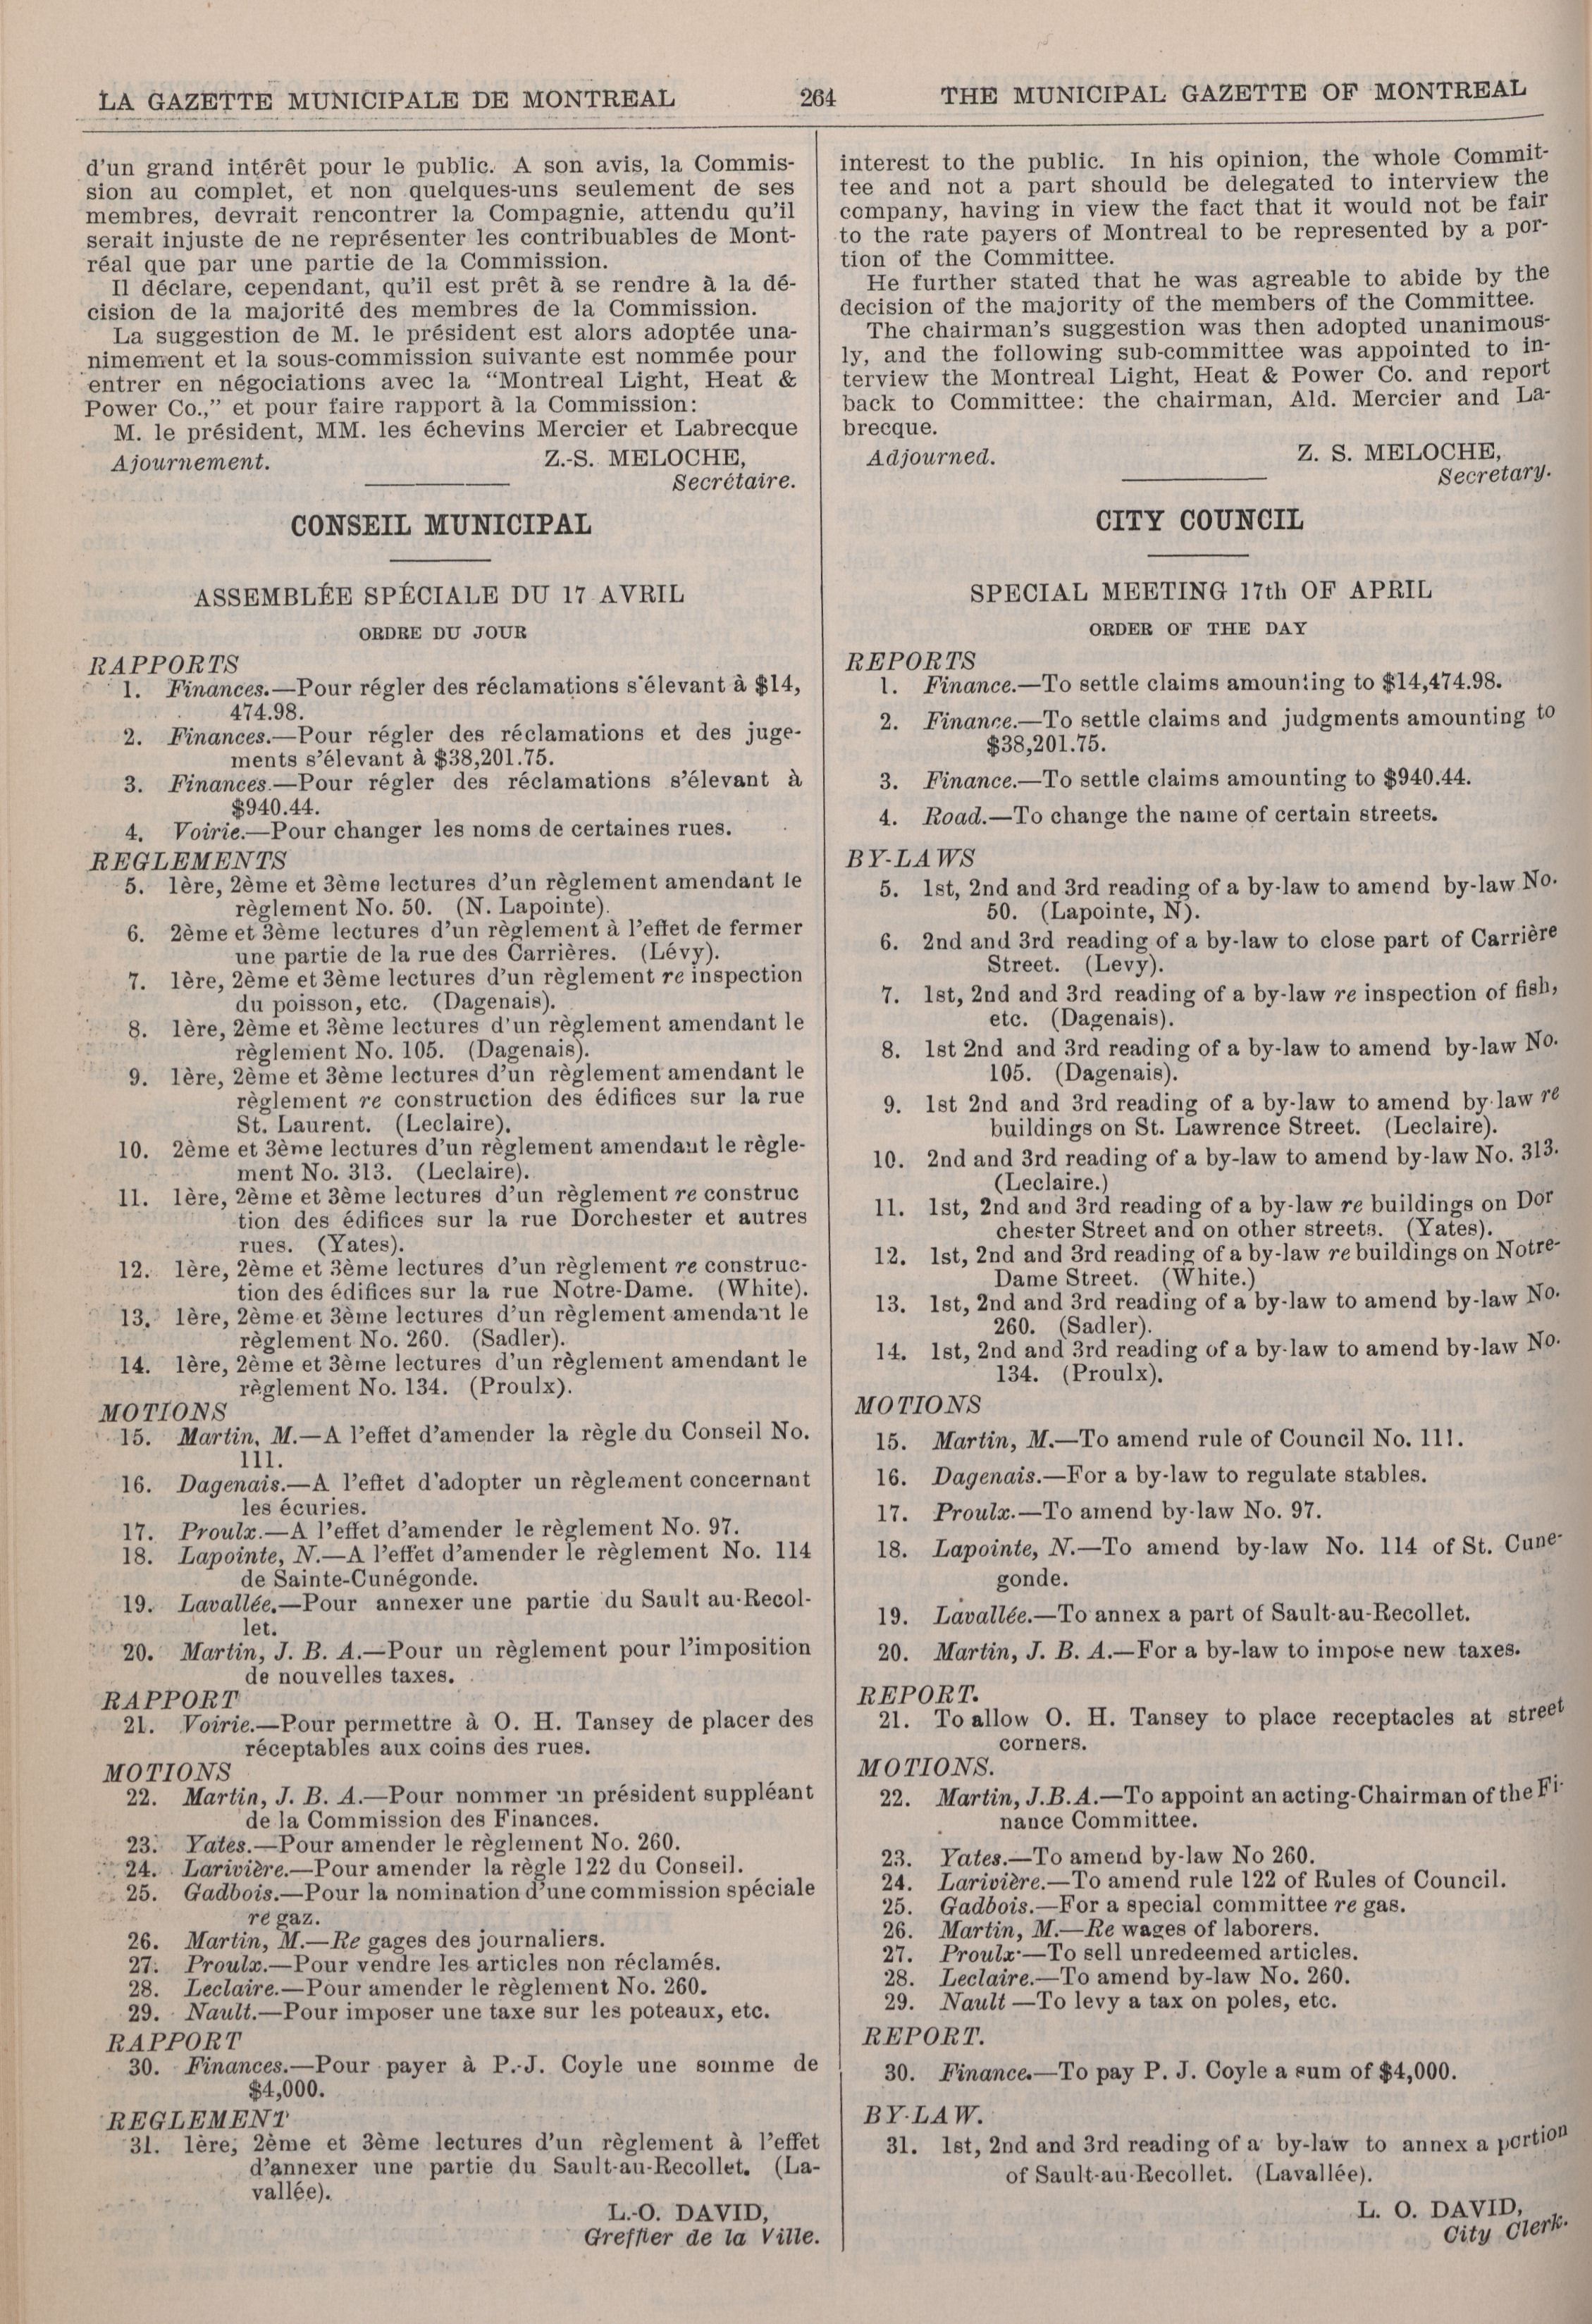 LA GAZETTE MUNICIPALE DE MONTREAL 264 THE MUNICIPAL GAZETTE OF MONTREAL
d'un grand intérêt pour le public. A son avis, la Commis-
sion au complet, et non quelques-uns seulement de ses
membres, devrait rencontrer la Compagnie, attendu qu'il
serait injuste de ne représenter les contribuables de Mont-
réal que par une partie de la Commission.
Il déclare, cependant, qu'il est prêt à se rendre à la dé-
cision de la majorité des membres de la Commission.
La suggestion de M. le président est alors adoptée una-
nimement et la sous-commission suivante est nommée pour
entrer en négociations avec la “Montreal Light, Heat &
Power Co.,” et pour faire rapport à la Commission:
M. le président, MM. les échevins Mercier et Labrecque
Ajournement. Z.-S. MELOCHE,
Secrétaire.
CONSEIL MUNICIPAL
ASSEMBLÉE SPÉCIALE DU 17 AVRIL
ORDRE DU JOUR
RAPPORTS
1. Finances.—Pour régler des réclamations s'élevant à $14,
474.98.
2. Finances.—Pour régler des réclamations et des juge-
ments s'élevant à $38,201.75.
3. Finances.—Pour régler des réclamations s'élevant à
$940.44.
4. Voirie.—Pour changer les noms de certaines rues.
REGLEMENTS
5. 1ère, 2ème et 3ème lectures d'un règlement amendant le
règlement No. 50. (N. Lapointe).
6. 2ème et 3ème lectures d'un règlement à l'effet de fermer
une partie de la rue des Carrières. (Lévy).
7. 1ère, 2ème et 3ème lectures d'un règlement re inspection
du poisson, etc. (Dagenais).
8. 1ère, 2ème et 3ème lectures d'un règlement amendant le
règlement No. 105. (Dagenais).
9. 1ère, 2ème et 3ème lectures d'un règlement amendant le
règlement re construction des édifices sur la rue
St. Laurent. (Leclaire).
10. 2ème et 3ème lectures d'un règlement amendant le règle-
ment No. 313. (Leclaire).
11. 1ère, 2ème et 3ème lectures d'un règlement re construc
tion des édifices sur la rue Dorchester et autres
rues. (Yates).
12. 1ère, 2ème et 3ème lectures d'un règlement re construc-
tion des édifices sur la rue Notre-Dame. (White).
13. 1ère, 2ème et 3ème lectures d'un règlement amendant le
règlement No. 260. (Sadler).
14. 1ère, 2ème et 3ème lectures d'un règlement amendant le
règlement No. 134. (Proulx).
MOTIONS
15. Martin, M.—A l'effet d'amender la règle du Conseil No.
111.
16. Dagenais.—A l'effet d'adopter un règlement concernant
les écuries.
17. Proulx.—A l'effet d'amender le règlement No. 97.
18. Lapointe, N.—A l'effet d'amender le règlement No. 114
de Sainte-Cunégonde.
19. Lavallée.—Pour annexer une partie du Sault au-Recol-
let.
20. Martin, J. B. A.—Pour un règlement pour l'imposition
de nouvelles taxes.
RAPPORT
21. Voirie.—Pour permettre à O. H. Tansey de placer des
réceptables aux coins des rues.
MOTIONS
22. Martin, J. B. A.—Pour nommer un président suppléant
de la Commission des Finances.
23. Yates.—Pour amender le règlement No. 260.
24. Larivière.—Pour amender la règle 122 du Conseil.
25. Gadbois.—Pour la nomination d'une commission spéciale
re gaz.
26. Martin, M.—Re gages des journaliers.
27. Proulx.—Pour vendre les articles non réclamés.
28. Leclaire.—Pour amender le règlement No. 260.
29. Nault.—Pour imposer une taxe sur les poteaux, etc.
RAPPORT
30. Finances.—Pour payer à P.-J. Coyle une somme de
$4,000.
REGLEMENT
31. 1ère, 2ème et 3ème lectures d'un règlement à l'effet
d'annexer une partie du Sault-au-Recollet. (La-
vallée).
L.-O. DAVID,
Greffier de la Ville.
interest to the public. In his opinion, the whole Commit-
tee and not a part should be delegated to interview the
company, having in view the fact that it would not be fair
to the rate payers of Montreal to be represented by a por-
tion of the Committee.
He further stated that he was agreable to abide by the
decision of the majority of the members of the Committee.
The chairman's suggestion was then adopted unanimous-
ly, and the following sub-committee was appointed to in-
terview the Montreal Light, Heat & Power Co. and report
back to Committee: the chairman, Ald. Mercier and La-
brecque.
Adjourned. Z. S. MELOCHE,
Secretary.
CITY COUNCIL
SPECIAL MEETING 17th OF APRIL
ORDER OF THE DAY
REPORTS
1. Finance.—To settle claims amounting to $14,474.98.
2. Finance.—To settle claims and judgments amounting to
$38,201.75.
3. Finance.—To settle claims amounting to $940.44.
4. Road.—To change the name of certain streets.
BY-LAWS
5. 1st, 2nd and 3rd reading of a by-law to amend by-law No.
50. (Lapointe, N).
6. 2nd and 3rd reading of a by-law to close part of Carrière
Street. (Levy).
7. 1st, 2nd and 3rd reading of a by-law re inspection of fish,
etc. (Dagenais).
8. 1st 2nd and 3rd reading of a by-law to amend by-law No.
105. (Dagenais).
9. 1st 2nd and 3rd reading of a by-law to amend by-law re
buildings on St. Lawrence Street. (Leclaire).
10. 2nd and 3rd reading of a by-law to amend by-law No. 313.
(Leclaire.)
11. 1st, 2nd and 3rd reading of a by-law re buildings on Dor
chester Street and on other streets. (Yates).
12. 1st, 2nd and 3rd reading of a by-law re buildings on Notre-
Dame Street. (White.)
13. 1st, 2nd and 3rd reading of a by-law to amend by-law No.
260. (Sadler).
14. 1st, 2nd and 3rd reading of a by-law to amend by-law No.
134. (Proulx).
MOTIONS
15. Martin, M.—To amend rule of Council No. 111.
16. Dagenais.—For a by-law to regulate stables.
17. Proulx.—To amend by-law No. 97.
18. Lapointe, N.—To amend by-law No. 114 of St. Cune-
gonde.
19. Lavallée.—To annex a part of Sault-au-Recollet.
20. Martin, J. B. A.—For a by-law to impose new taxes.
REPORT.
21. To allow O. H. Tansey to place receptacles at street
corners.
MOTIONS.
22. Martin, J.B.A.—To appoint an acting-Chairman of the Fi-
nance Committee.
23. Yates.—To amend by-law No 260.
24. Larivière.—To amend rule 122 of Rules of Council.
25. Gadbois.—For a special committee re gas.
26. Martin, M.—Re wages of laborers.
27. Proulx.—To sell unredeemed articles.
28. Leclaire.—To amend by-law No. 260.
29. Nault —To levy a tax on poles, etc.
REPORT.
30. Finance.—To pay P. J. Coyle a sum of $4,000.
BY-LAW.
31. 1st, 2nd and 3rd reading of a by-law to annex a portion
of Sault-au-Recollet. (Lavallée).
L. O. DAVID,
City Clerk.